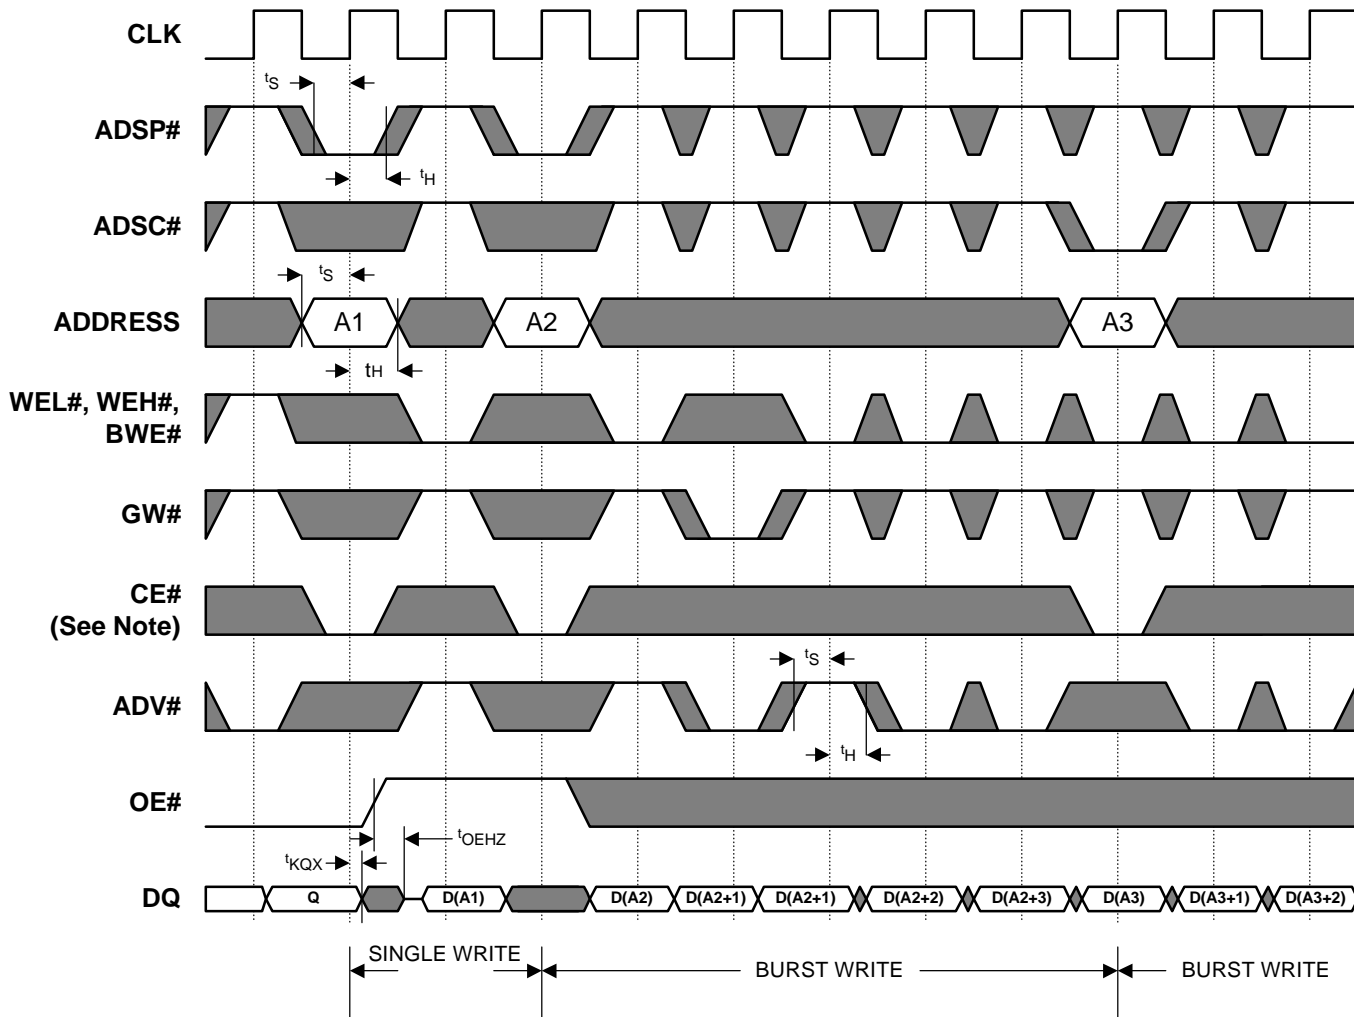 CLK
tS
ADSP#
tH
ADSC#
tS
ADDRESS
A1
A2
A3
tH
WEL#, WEH#,
BWE#
GW#
CE#
(See Note)
tS
ADV#
tH
OE#
tOEHZ
tKQX
DQ
Q
D(A1)
D(A2)
D(A2+1)
D(A2+1)
D(A2+2)
D(A2+3)
D(A3)
D(A3+1)
D(A3+2)
SINGLE WRITE
BURST WRITE
BURST WRITE